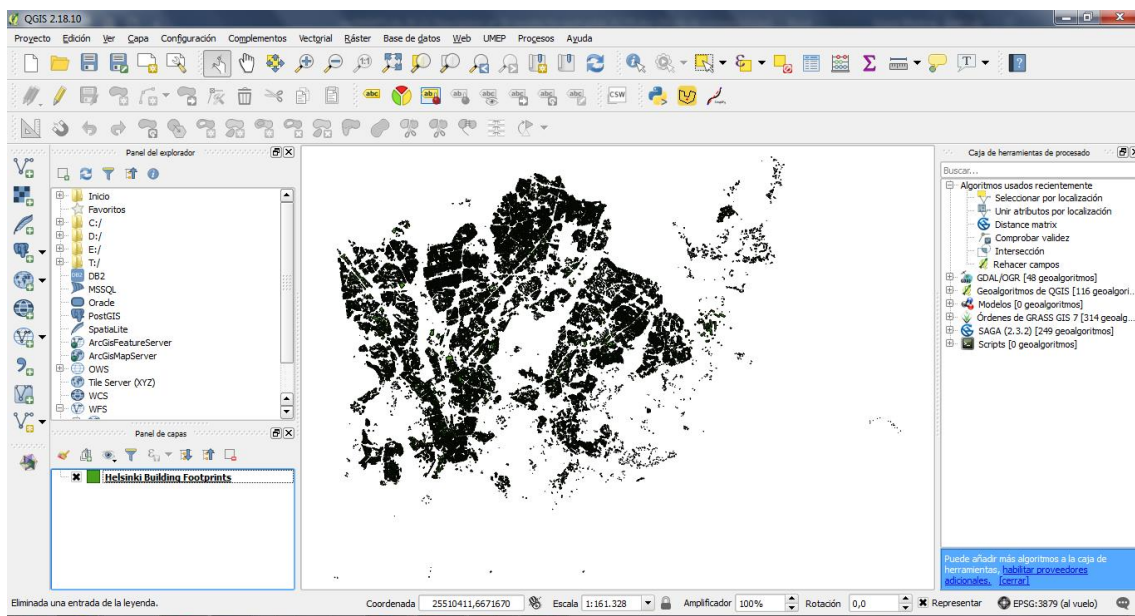 QGIS 2.18.10
Proyecto Edición Ver Capa Configuración Complementos Vectorial Ráster Base de datos Web UMEP Procesos Ayuda
abc abc
CSW
Panel del explorador
Inicio
Favoritos
C:/
D:/
E:/
T:/
DB2
MSSQL
Oracle
PostGIS
SpatiaLite
ArcGisFeatureServer
ArcGisMapServer
OWS
Tile Server (XYZ)
WCS
WFS
Panel de capas
Helsinki Building Footprints
Caja de herramientas de procesado
Buscar...
Algoritmos usados recientemente
Seleccionar por localización
Unir atributos por localización
Distance matrix
Comprobar validez
Intersección
Rehacer campos
GDAL/OGR [48 geoalgoritmos]
Geoalgoritmos de QGIS [116 geoalgori...
Modelos [0 geoalgoritmos]
Órdenes de GRASS GIS 7 [314 geoalg...
SAGA (2.3.2) [249 geoalgoritmos]
Scripts [0 geoalgoritmos]
Puede añadir más algoritmos a la caja de
herramientas, habilitar proveedores
adicionales. [cerrar]
Eliminada una entrada de la leyenda. Coordenada 25510411,6671670 Escala 1:161.328 Amplificador 100% Rotación 0,0 Representar EPSG:3879 (al vuelo)